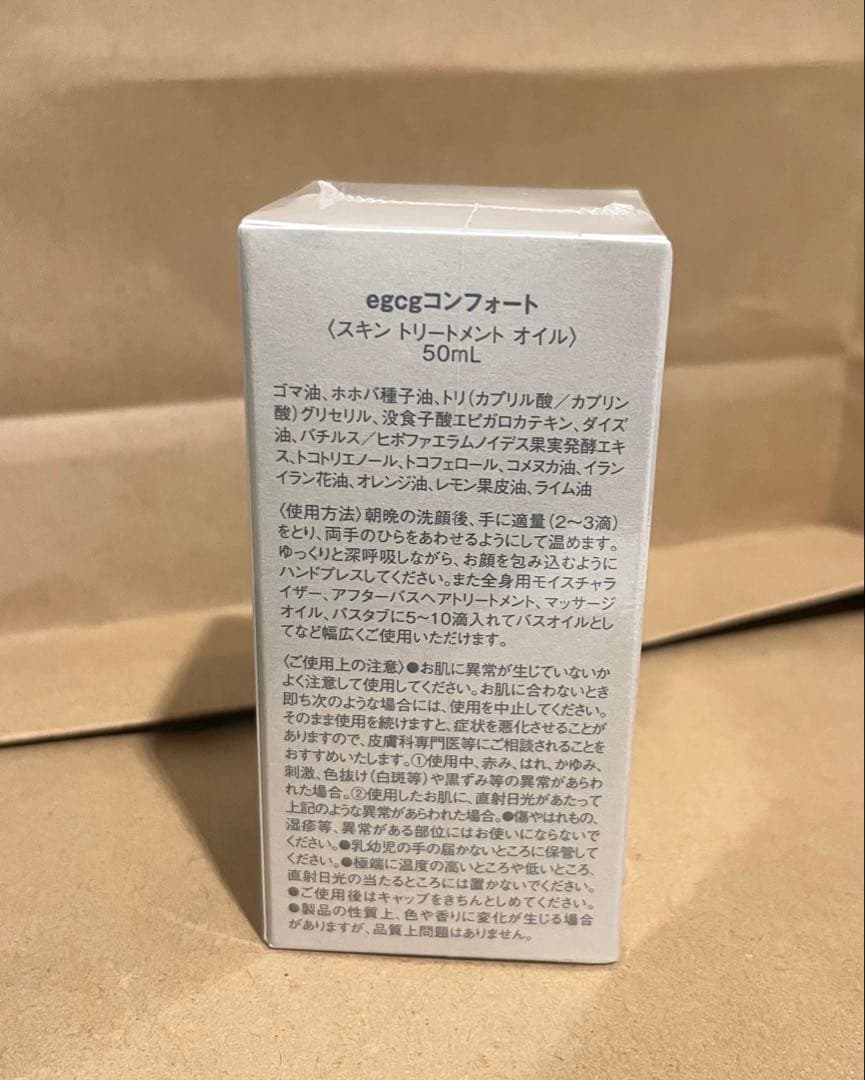 egcgコンフォート
〈スキン トリートメント オイル〉
50mL
ゴマ油、ホホバ種子油、トリ(カプリル酸／カプリン
酸)グリセリル、没食子酸エピガロカテキン、ダイズ
油、バチルス／ヒポファエラムノイデス果実発酵エキ
ス、トコトリエノール、トコフェロール、コメヌカ油、イラン
イラン花油、オレンジ油、レモン果皮油、ライム油
〈使用方法〉朝晩の洗顔後、手に適量(2〜3滴)
をとり、両手のひらをあわせるようにして温めます。
ゆっくりと深呼吸しながら、お顔を包み込むように
ハンドプレスしてください。また全身用モイスチャラ
イザー、アフターバスヘアトリートメント、マッサージ
オイル、バスタブに5〜10滴入れてバスオイルとし
てなど幅広くご使用いただけます。
〈ご使用上の注意〉●お肌に異常が生じていないか
よく注意して使用してください。お肌に合わないとき
即ち次のような場合には、使用を中止してください。
そのまま使用を続けますと、症状を悪化させることが
ありますので、皮膚科専門医等にご相談されることを
おすすめいたします。①使用中、赤み、はれ、かゆみ、
刺激、色抜け(白斑等)や黒ずみ等の異常があらわ
れた場合。②使用したお肌に、直射日光があたって
上記のような異常があらわれた場合。●傷やはれもの、
湿疹等、異常がある部位にはお使いにならないで
ください。●乳幼児の手の届かないところに保管して
ください。●極端に温度の高いところや低いところ、
直射日光の当たるところには置かないでください。
●ご使用後はキャップをきちんとしめてください。
●製品の性質上、色や香りに変化が生じる場合
がありますが、品質上問題はありません。